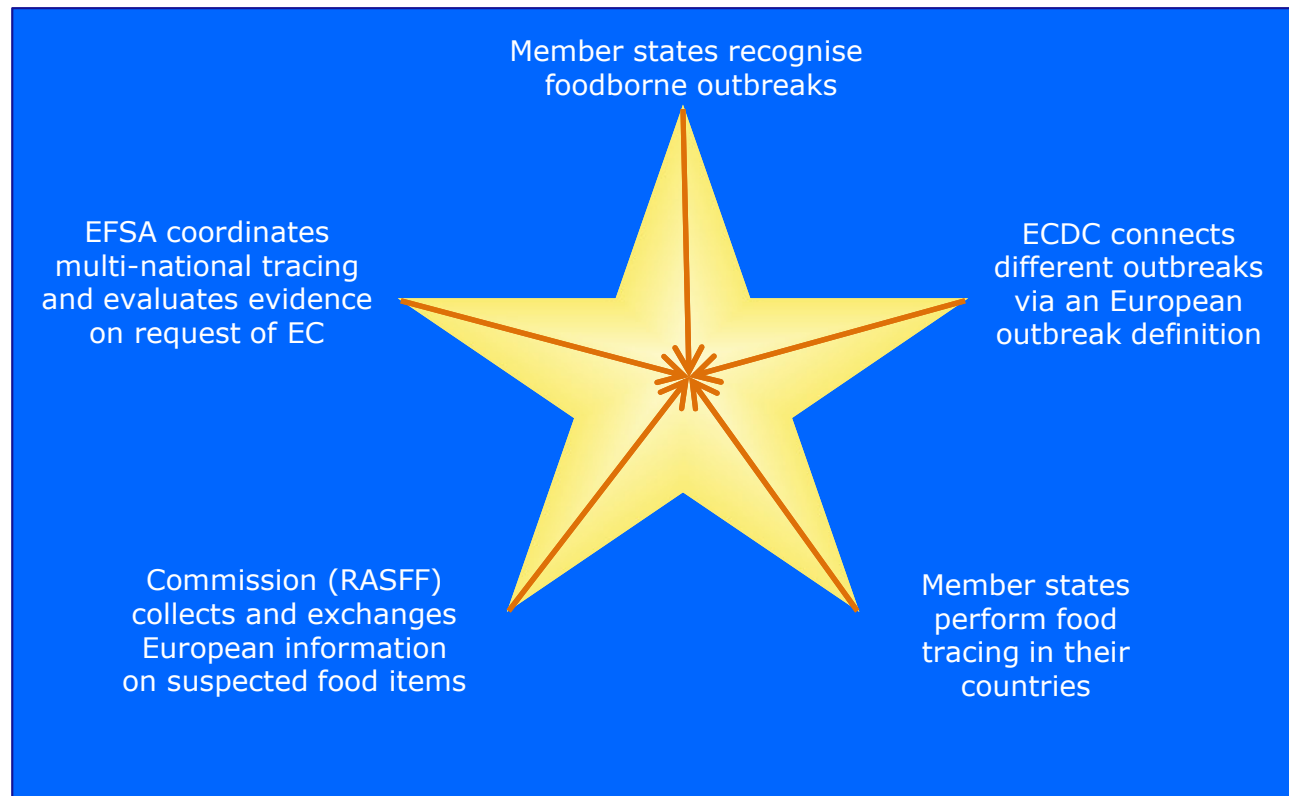 Member states recognise
foodborne outbreaks
EFSA coordinates
multi-national tracing
and evaluates evidence
on request of EC
ECDC connects
different outbreaks
via an European
outbreak definition
Commission (RASFF)
collects and exchanges
European information
on suspected food items
Member states
perform food
tracing in their
countries